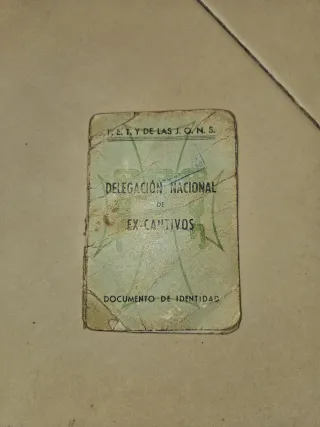 F. E. T. Y DE LAS J. O. N. S.
DELEGACIÓN NACIONAL
DE
EX-CAUTIVOS
DOCUMENTO DE IDENTIDAD